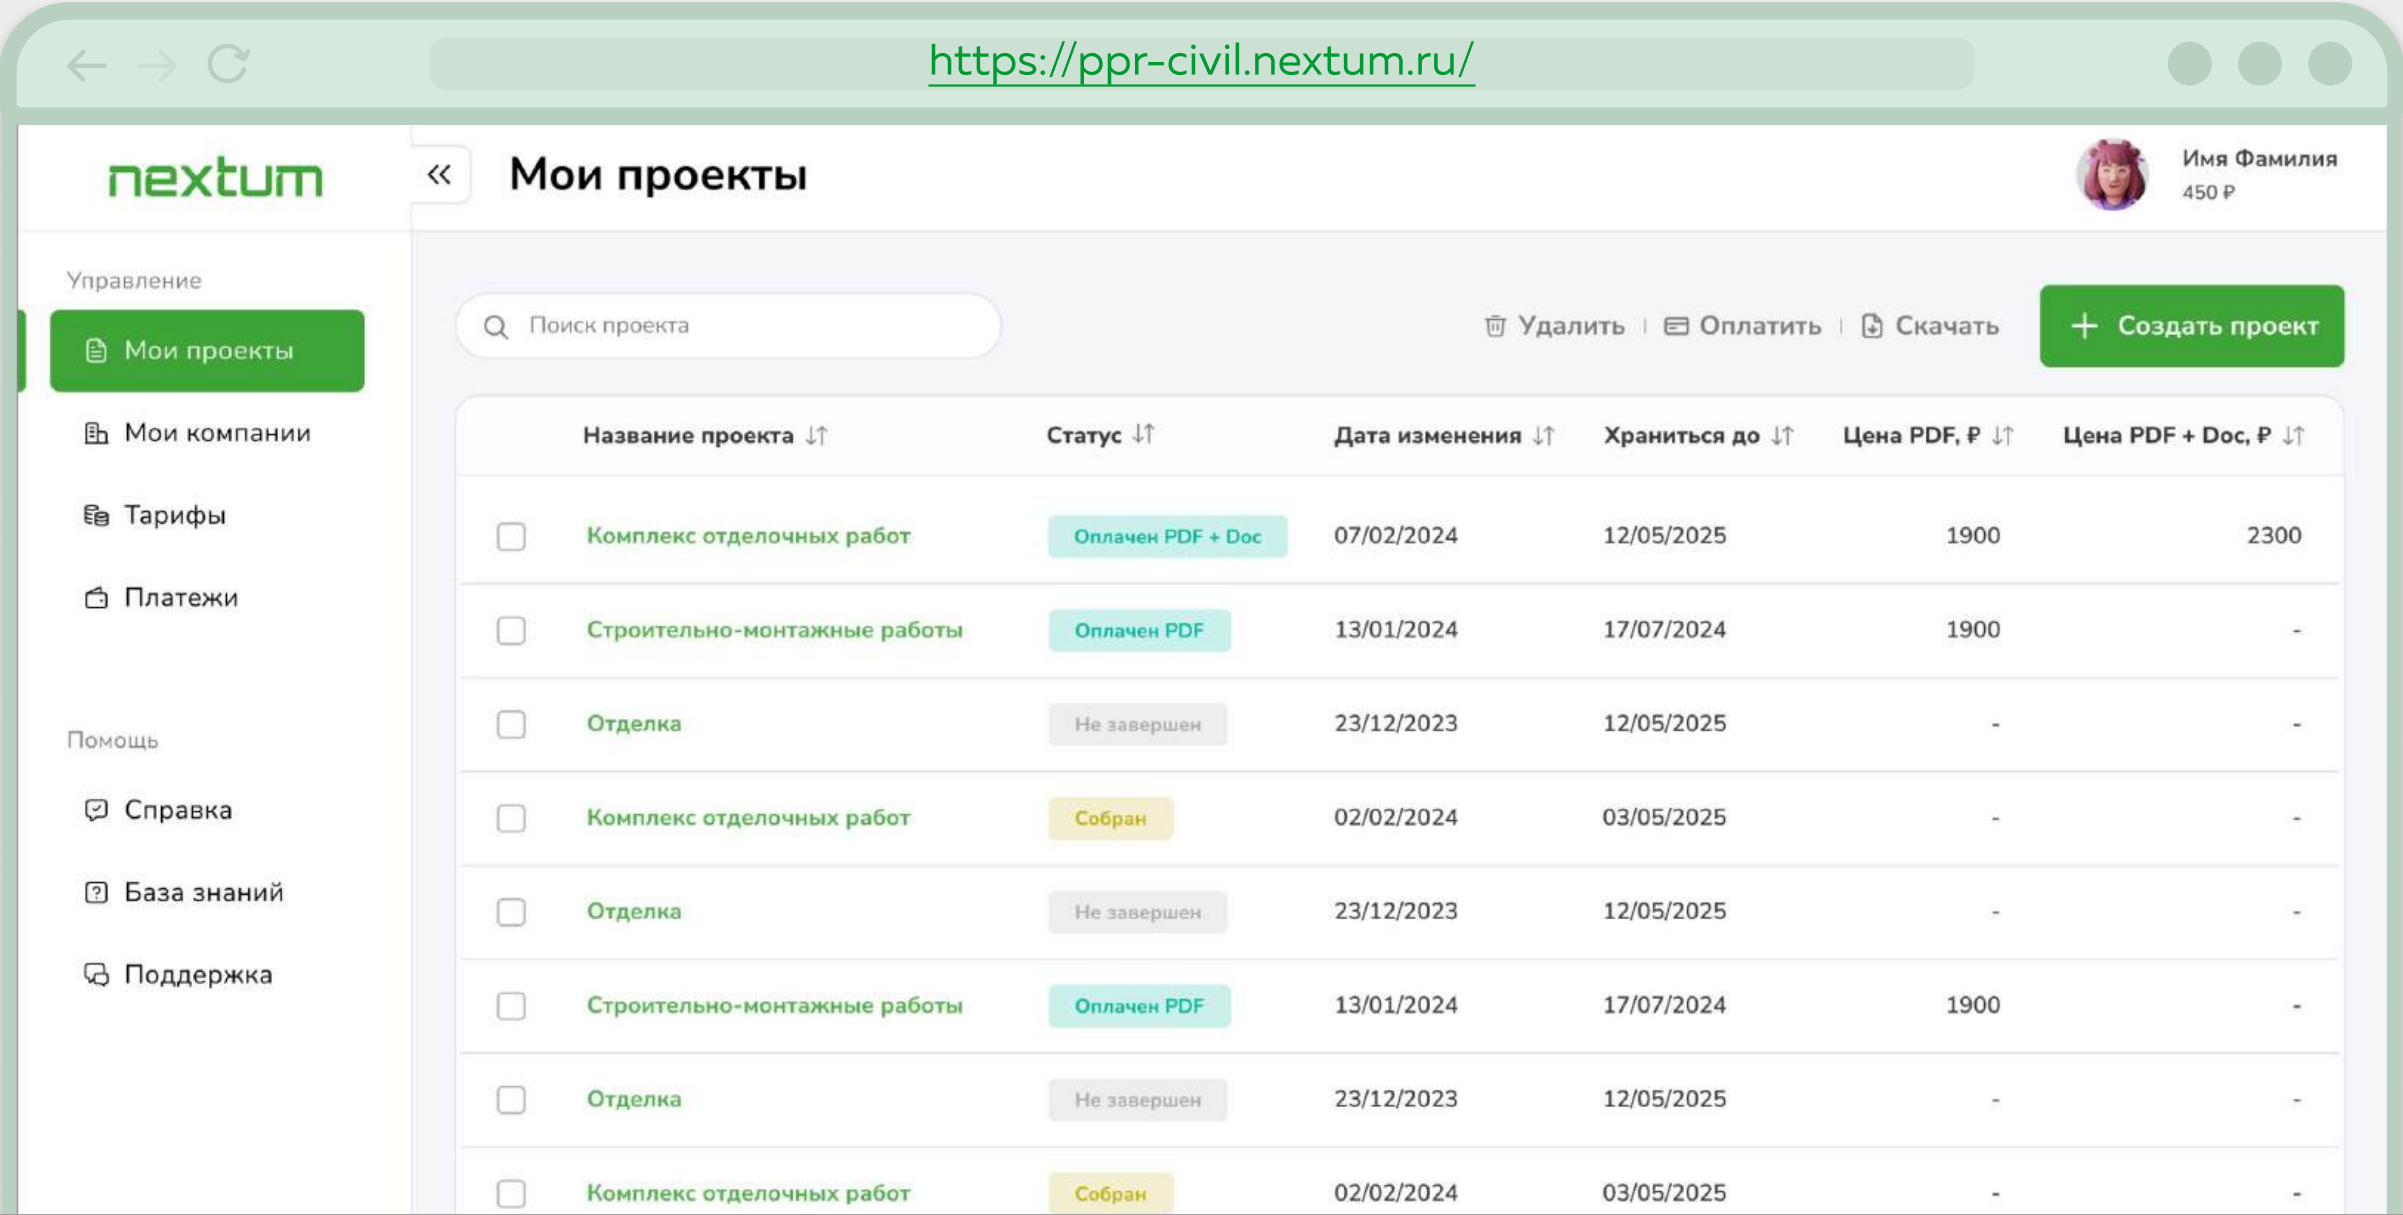 https://ppr-civil.nextum.ru/
nextum
Мои проекты
Имя Фамилия
450 ₽
Управление
Мои проекты
Мои компании
Тарифы
Платежи
Помощь
Справка
База знаний
Поддержка
Поиск проекта
Удалить Оплатить Скачать
Создать проект
Название проекта Статус Дата изменения Храниться до Цена PDF, ₽ Цена PDF + Doc, ₽
Комплекс отделочных работ Оплачен PDF + Doc 07/02/2024 12/05/2025 1900 2300
Строительно-монтажные работы Оплачен PDF 13/01/2024 17/07/2024 1900 -
Отделка Не завершен 23/12/2023 12/05/2025 - -
Комплекс отделочных работ Собран 02/02/2024 03/05/2025 - -
Отделка Не завершен 23/12/2023 12/05/2025 - -
Строительно-монтажные работы Оплачен PDF 13/01/2024 17/07/2024 1900 -
Отделка Не завершен 23/12/2023 12/05/2025 - -
Комплекс отделочных работ Собран 02/02/2024 03/05/2025 - -